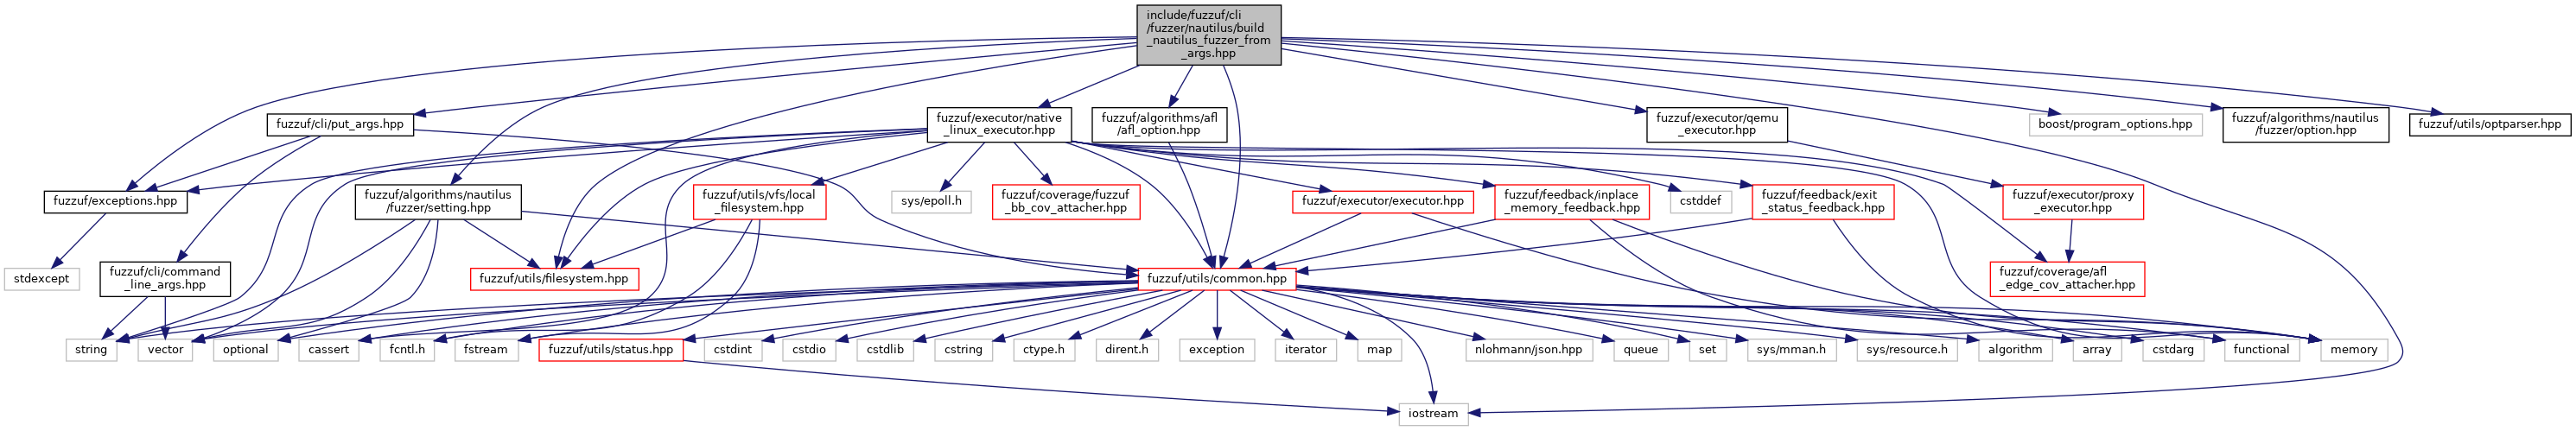 include/fuzzuf/cli
/fuzzer/nautilus/build
_nautilus_fuzzer_from
_args.hpp
fuzzuf/cli/put_args.hpp
fuzzuf/executor/native
_linux_executor.hpp
fuzzuf/algorithms/afl
/afl_option.hpp
fuzzuf/executor/qemu
_executor.hpp
boost/program_options.hpp
fuzzuf/algorithms/nautilus
/fuzzer/option.hpp
fuzzuf/utils/optparser.hpp
fuzzuf/exceptions.hpp
fuzzuf/algorithms/nautilus
/fuzzer/setting.hpp
fuzzuf/utils/vfs/local
_filesystem.hpp
sys/epoll.h
fuzzuf/coverage/fuzzuf
_bb_cov_attacher.hpp
fuzzuf/executor/executor.hpp
fuzzuf/feedback/inplace
_memory_feedback.hpp
cstddef
fuzzuf/feedback/exit
_status_feedback.hpp
fuzzuf/executor/proxy
_executor.hpp
stdexcept
fuzzuf/cli/command
_line_args.hpp
fuzzuf/utils/filesystem.hpp
fuzzuf/utils/common.hpp
fuzzuf/coverage/afl
_edge_cov_attacher.hpp
string
vector
optional
cassert
fcntl.h
fstream
fuzzuf/utils/status.hpp
cstdint
cstdio
cstdlib
cstring
ctype.h
dirent.h
exception
iterator
map
nlohmann/json.hpp
queue
set
sys/mman.h
sys/resource.h
algorithm
array
cstdarg
functional
memory
iostream